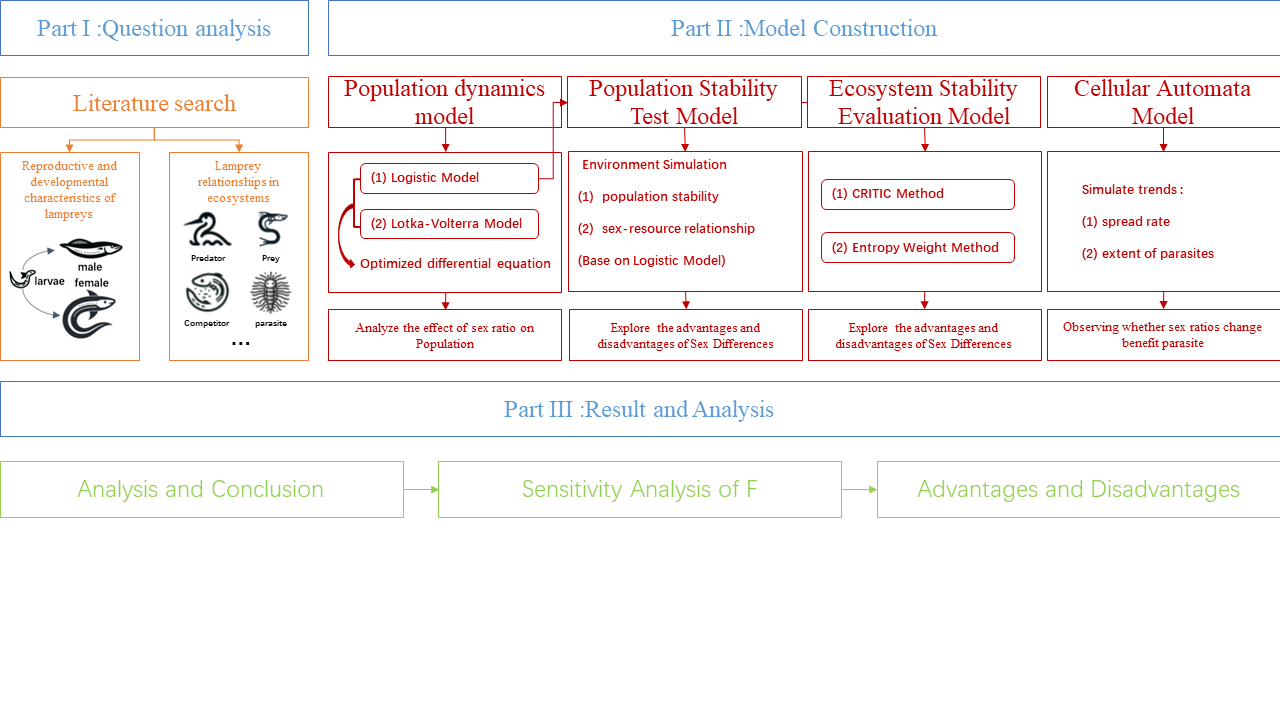 Part I :Question analysis
Part II :Model Construction
Literature search
Reproductive and
developmental
characteristics of
lampreys
larvae
male
female
Lamprey
relationships in
ecosystems
Predator
Prey
Competitor
parasite
...
Population dynamics
model
(1) Logistic Model
(2) Lotka-Volterra Model
Optimized differential equation
Analyze the effect of sex ratio on
Population
Population Stability
Test Model
Environment Simulation
(1) population stability
(2) sex-resource relationship
(Base on Logistic Model)
Explore the advantages and
disadvantages of Sex Differences
Ecosystem Stability
Evaluation Model
(1) CRITIC Method
(2) Entropy Weight Method
Explore the advantages and
disadvantages of Sex Differences
Cellular Automata
Model
Simulate trends :
(1) spread rate
(2) extent of parasites
Observing whether sex ratios change
benefit parasite
Part III :Result and Analysis
Analysis and Conclusion
Sensitivity Analysis of F
Advantages and Disadvantages